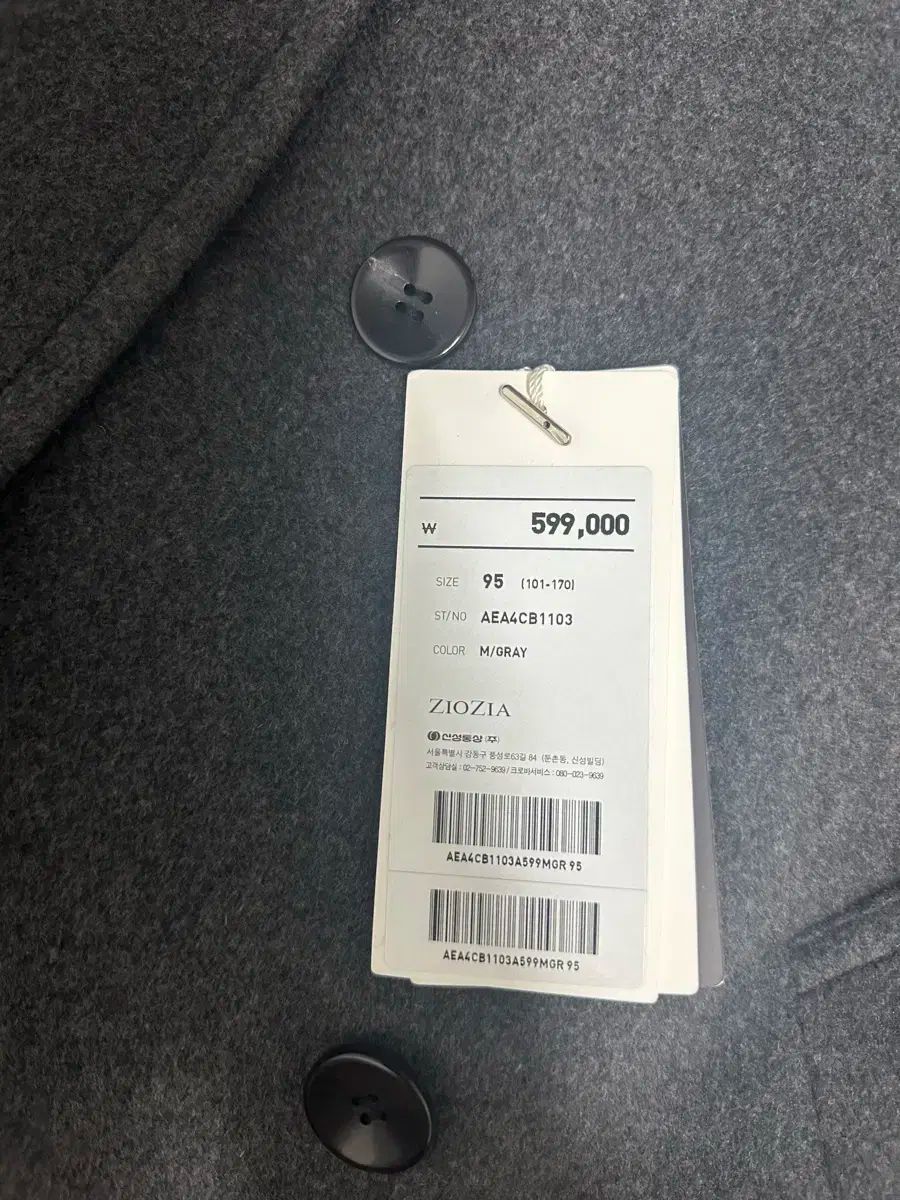 ₩ 599,000
SIZE 95 (101-170)
ST/NO AEA4CB1103
COLOR M/GRAY
ZIOZIA
신성통상 (주)
서울특별시 강동구 풍성로63길 84 (둔촌동, 신성빌딩)
고객상담실 : 02-752-9639 / 크로바서비스 : 080-023-9639
AEA4CB1103A599MGR 95
AEA4CB1103A599MGR 95